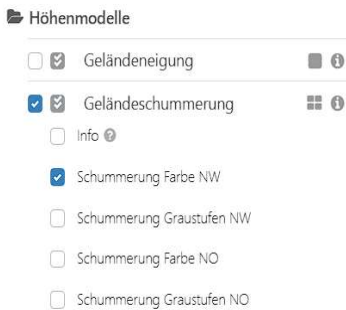 Höhenmodelle
Geländeneigung
Geländeschummerung
Info
Schummerung Farbe NW
Schummerung Graustufen NW
Schummerung Farbe NO
Schummerung Graustufen NO